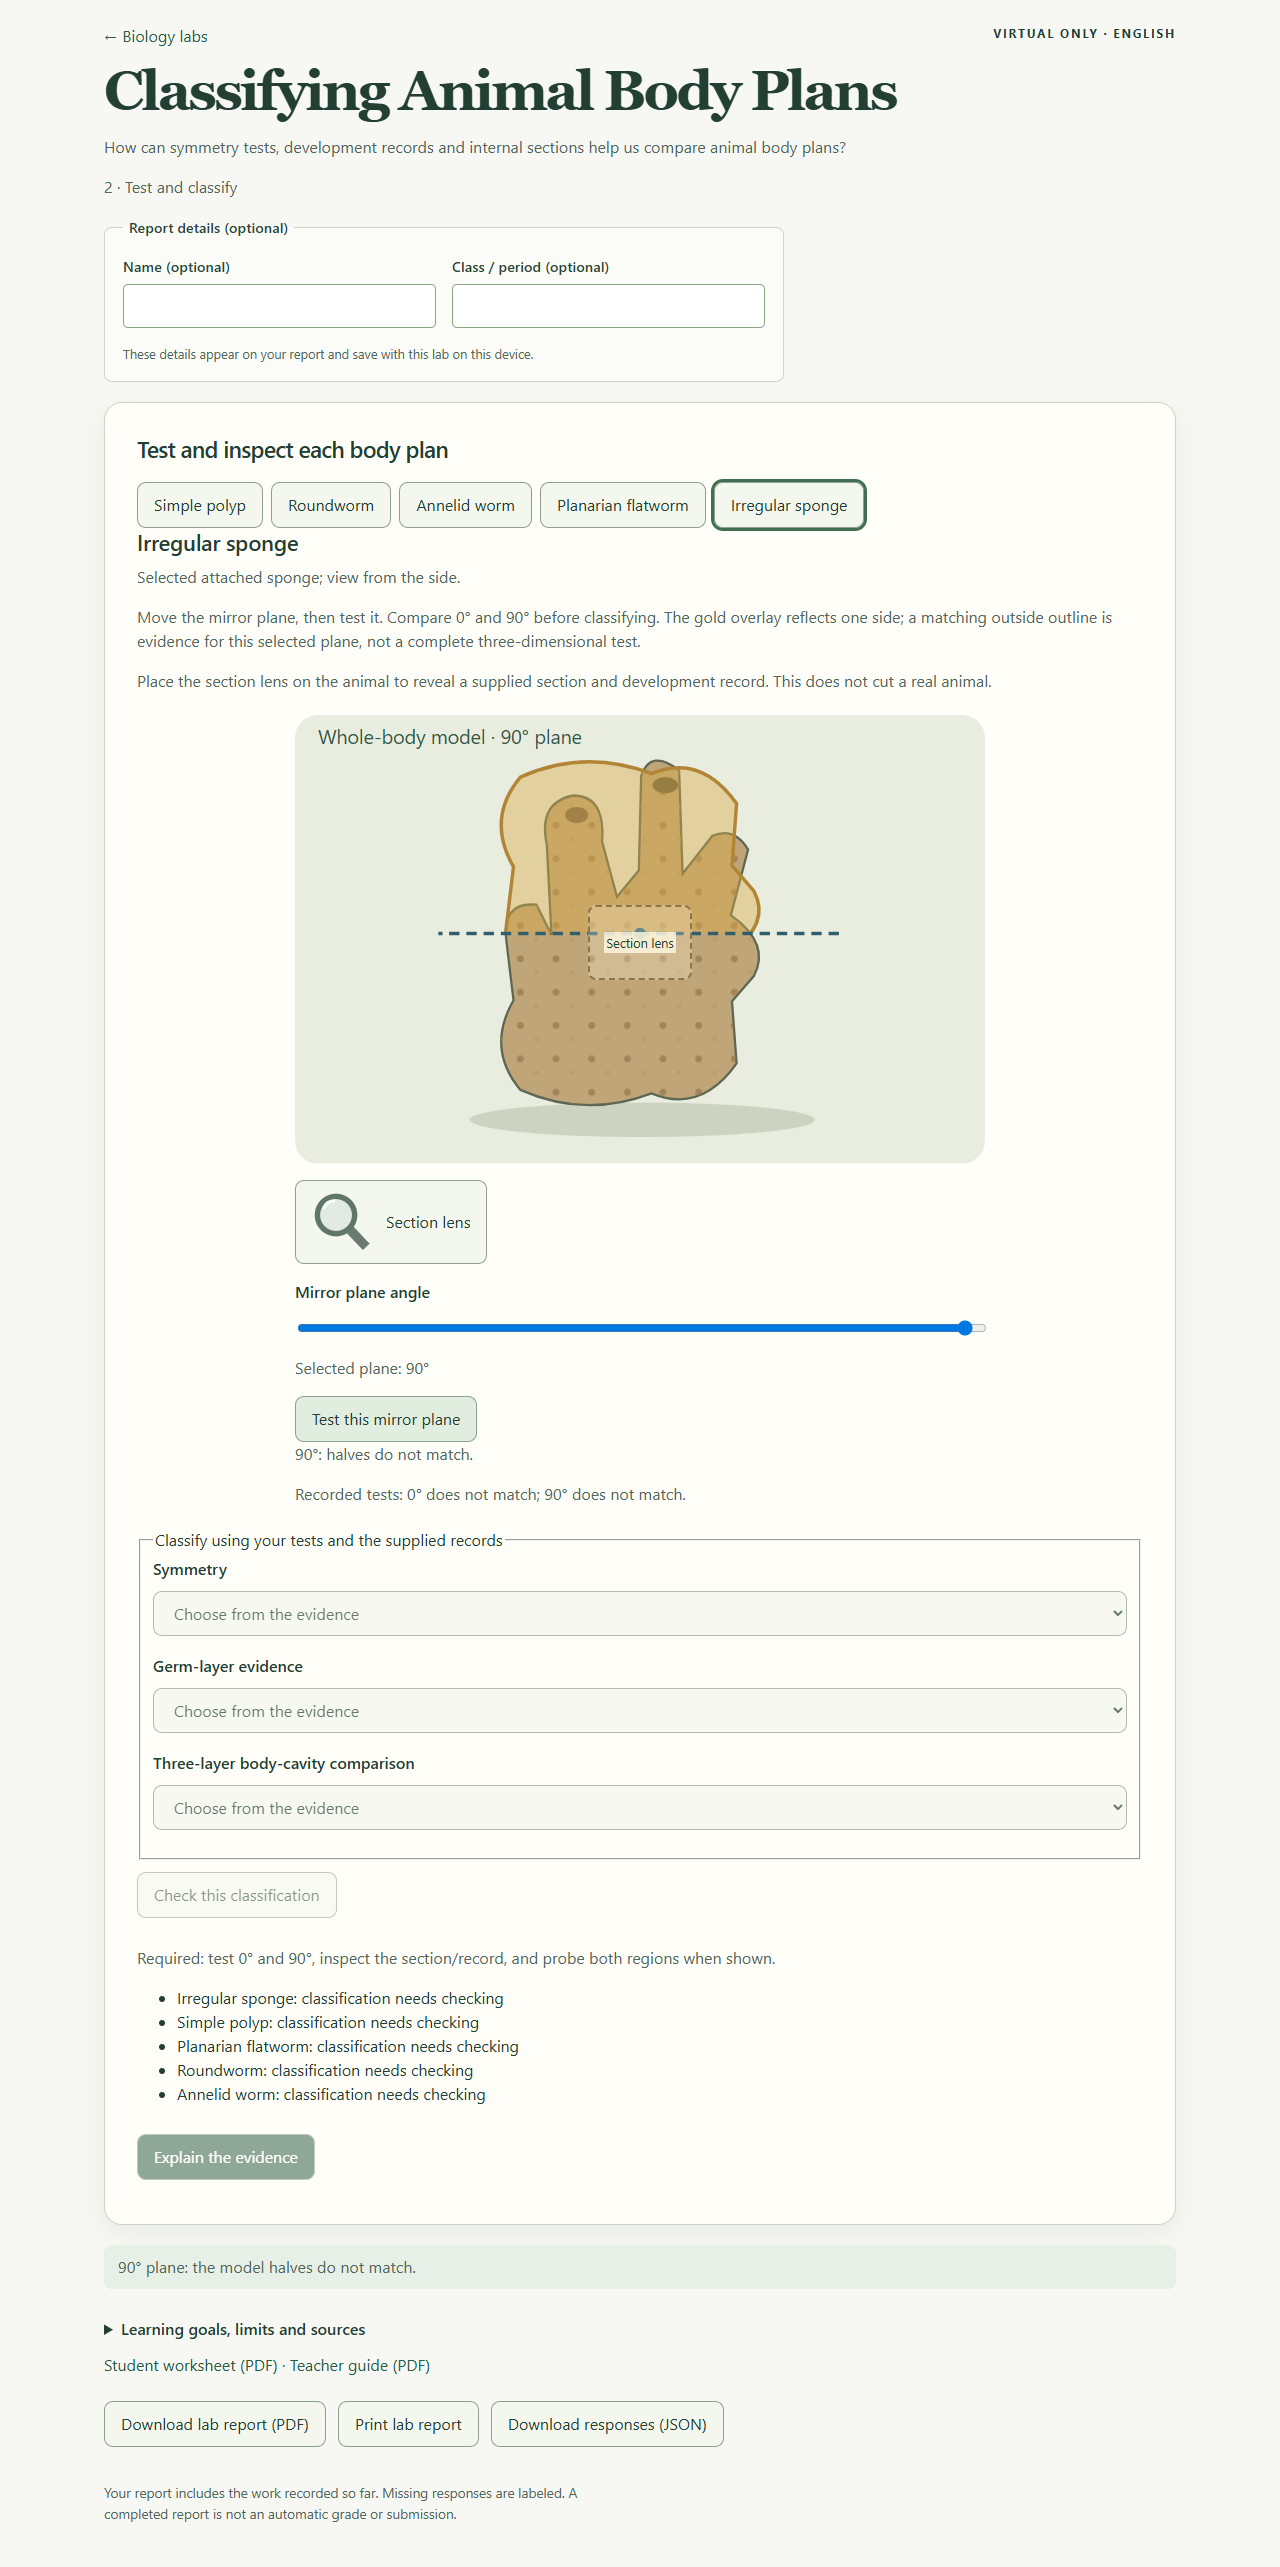 ← Biology labs
VIRTUAL ONLY · ENGLISH
Classifying Animal Body Plans
How can symmetry tests, development records and internal sections help us compare animal body plans?
2 · Test and classify
Report details (optional)
Name (optional)
Class / period (optional)
These details appear on your report and save with this lab on this device.
Test and inspect each body plan
Simple polyp
Roundworm
Annelid worm
Planarian flatworm
Irregular sponge
Irregular sponge
Selected attached sponge; view from the side.
Move the mirror plane, then test it. Compare 0° and 90° before classifying. The gold overlay reflects one side; a matching outside outline is
evidence for this selected plane, not a complete three-dimensional test.
Place the section lens on the animal to reveal a supplied section and development record. This does not cut a real animal.
Whole-body model · 90° plane
Section lens
Section lens
Mirror plane angle
Selected plane: 90°
Test this mirror plane
90°: halves do not match.
Recorded tests: 0° does not match; 90° does not match.
Classify using your tests and the supplied records
Symmetry
Choose from the evidence
Germ-layer evidence
Choose from the evidence
Three-layer body-cavity comparison
Choose from the evidence
Check this classification
Required: test 0° and 90°, inspect the section/record, and probe both regions when shown.
• Irregular sponge: classification needs checking
• Simple polyp: classification needs checking
• Planarian flatworm: classification needs checking
• Roundworm: classification needs checking
• Annelid worm: classification needs checking
Explain the evidence
90° plane: the model halves do not match.
▶ Learning goals, limits and sources
Student worksheet (PDF) · Teacher guide (PDF)
Download lab report (PDF)
Print lab report
Download responses (JSON)
Your report includes the work recorded so far. Missing responses are labeled. A
completed report is not an automatic grade or submission.